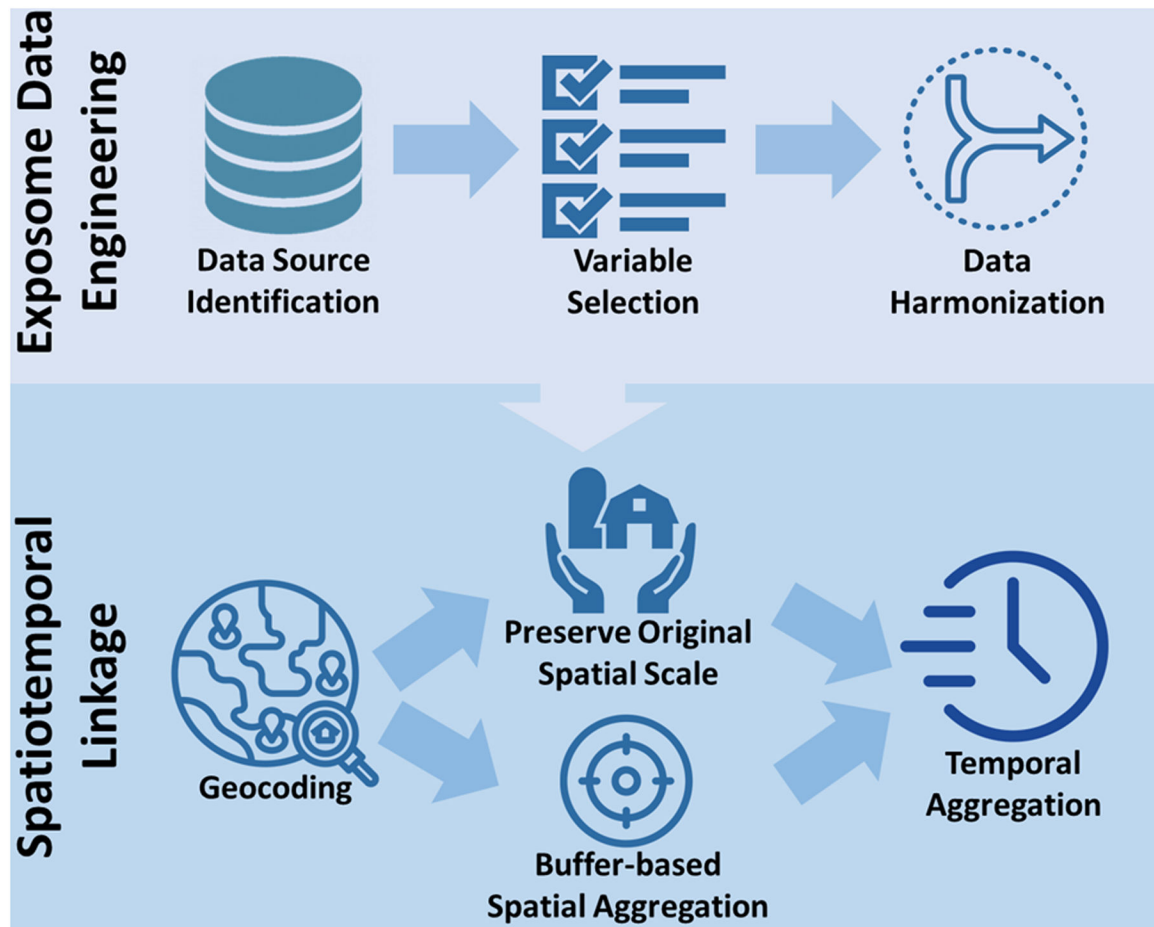 Exposome Data
Engineering
Data Source
Identification
Variable
Selection
Data
Harmonization
Spatiotemporal
Linkage
Geocoding
Preserve Original
Spatial Scale
Buffer-based
Spatial Aggregation
Temporal
Aggregation